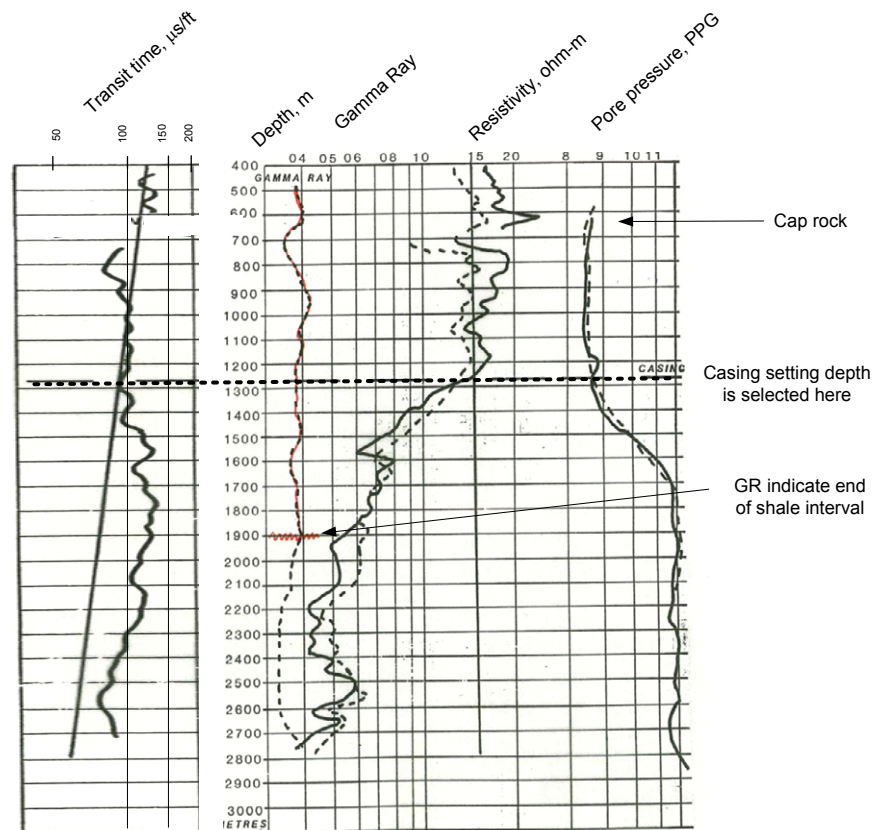 Transit time, μs/ft
Depth, m
Gamma Ray
Resistivity, ohm-m
Pore pressure, PPG
50
100
150
200
04 05 06 08 10 15 20 8 9 10 11
GAMMA RAY
400
500
600
700
800
900
1000
1100
1200
1300
1400
1500
1600
1700
1800
1900
2000
2100
2200
2300
2400
2500
2600
2700
2800
2900
3000
ETRES
CASING
Cap rock
Casing setting depth
is selected here
GR indicate end
of shale interval